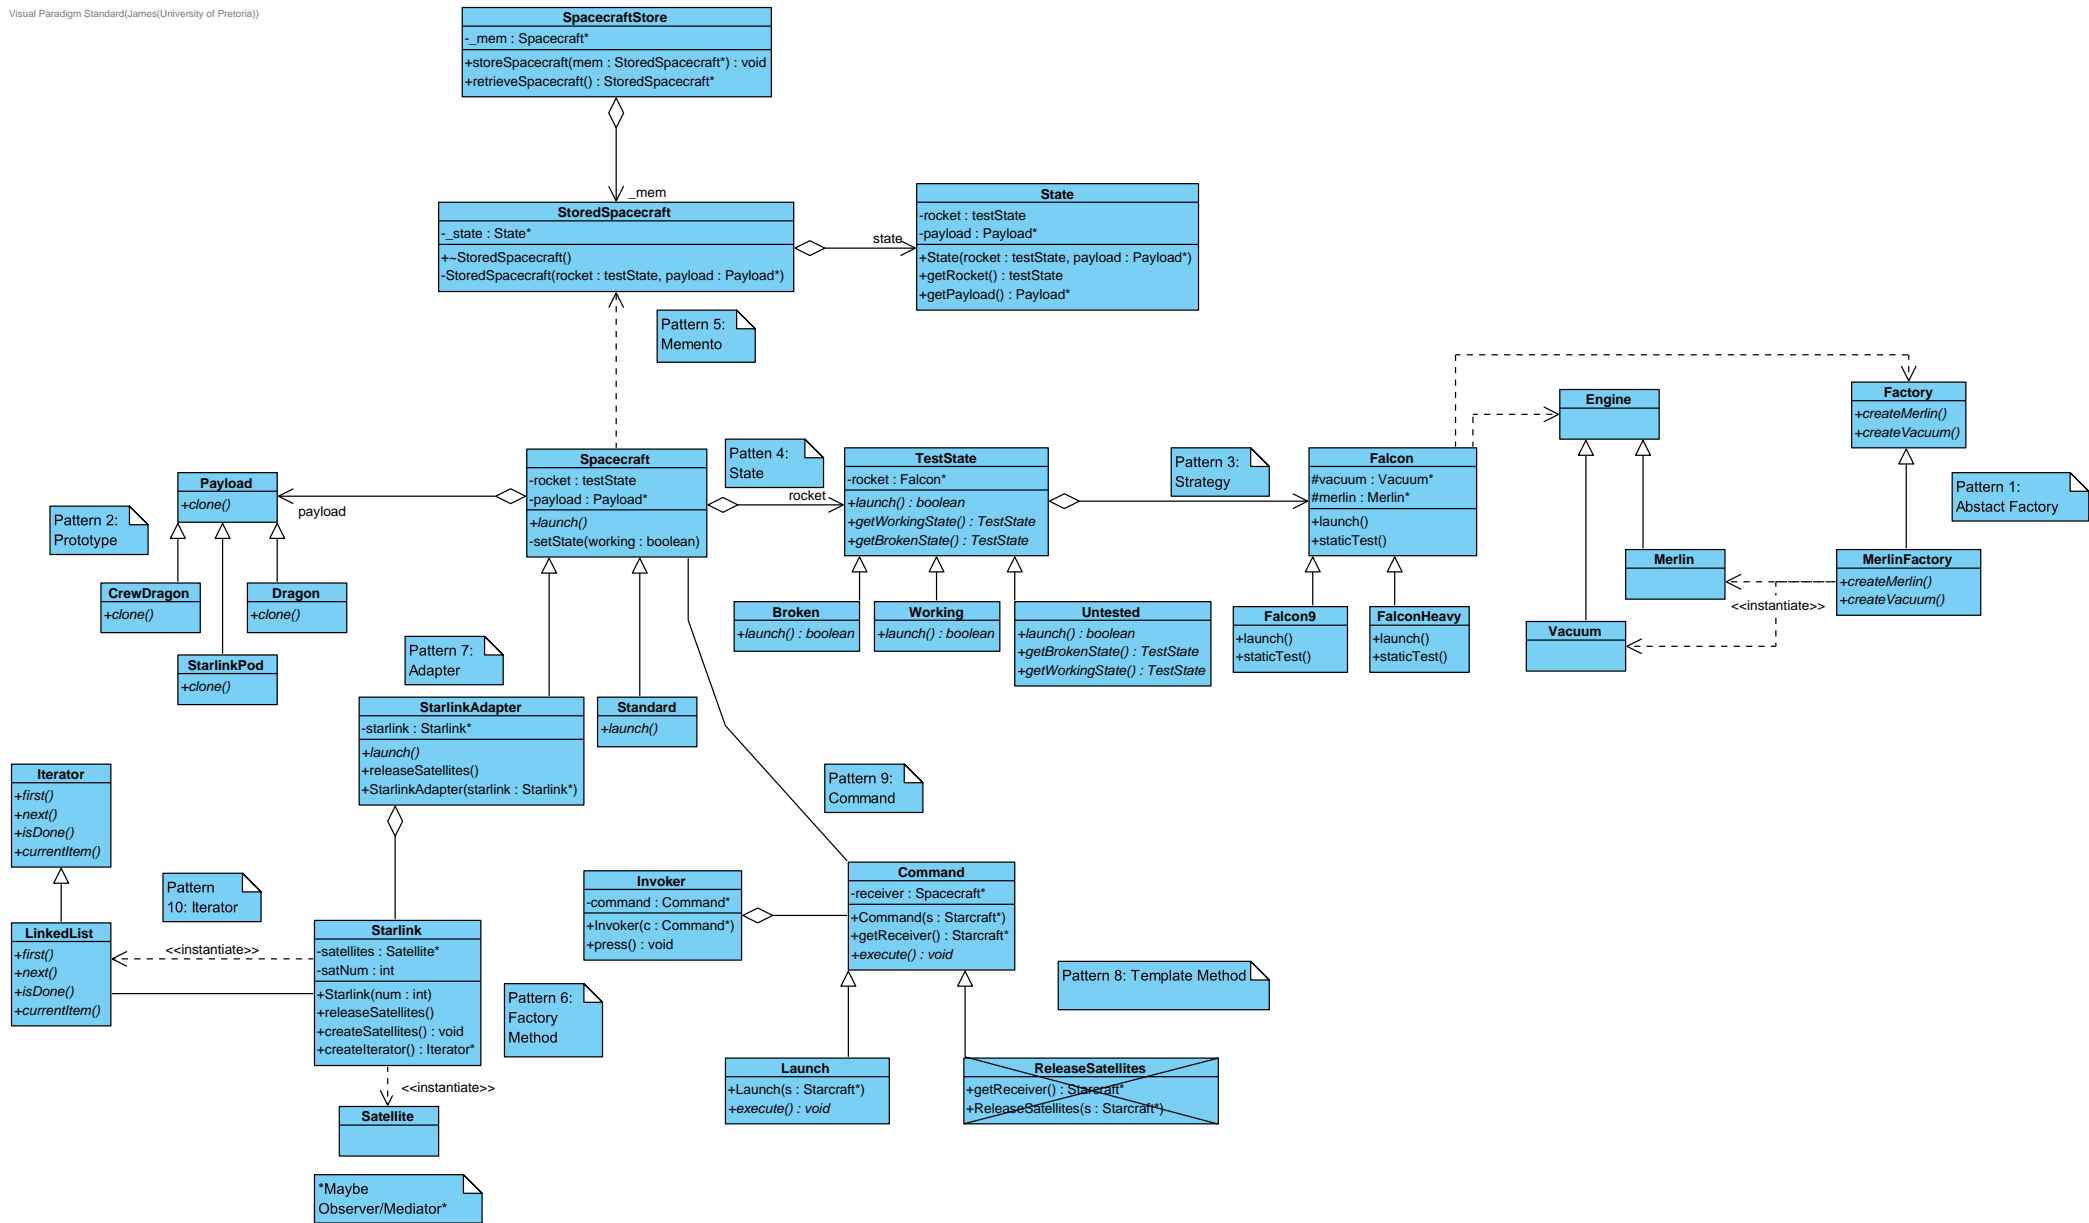 Visual Paradigm Standard(James(University of Pretoria))
SpacecraftStore
-_mem : Spacecraft*
+storeSpacecraft(mem : StoredSpacecraft*) : void
+retrieveSpacecraft() : StoredSpacecraft*
_mem
StoredSpacecraft
-_state : State*
+~StoredSpacecraft()
-StoredSpacecraft(rocket : testState, payload : Payload*)
state
State
-rocket : testState
-payload : Payload*
+State(rocket : testState, payload : Payload*)
+getRocket() : testState
+getPayload() : Payload*
Pattern 5:
Memento
Payload
+clone()
payload
Pattern 2:
Prototype
CrewDragon
+clone()
Dragon
+clone()
StarlinkPod
+clone()
Spacecraft
-rocket : testState
-payload : Payload*
+launch()
-setState(working : boolean)
Patten 4:
State
rocket
TestState
-rocket : Falcon*
+launch() : boolean
+getWorkingState() : TestState
+getBrokenState() : TestState
Pattern 3:
Strategy
Broken
+launch() : boolean
Working
+launch() : boolean
Untested
+launch() : boolean
+getBrokenState() : TestState
+getWorkingState() : TestState
Falcon
#vacuum : Vacuum*
#merlin : Merlin*
+launch()
+staticTest()
Falcon9
+launch()
+staticTest()
FalconHeavy
+launch()
+staticTest()
Engine
Merlin
Vacuum
Factory
+createMerlin()
+createVacuum()
Pattern 1:
Abstact Factory
MerlinFactory
+createMerlin()
+createVacuum()
<<instantiate>>
Pattern 7:
Adapter
StarlinkAdapter
-starlink : Starlink*
+launch()
+releaseSatellites()
+StarlinkAdapter(starlink : Starlink*)
Standard
+launch()
Pattern 9:
Command
Iterator
+first()
+next()
+isDone()
+currentItem()
Pattern
10: Iterator
LinkedList
+first()
+next()
+isDone()
+currentItem()
<<instantiate>>
Starlink
-satellites : Satellite*
-satNum : int
+Starlink(num : int)
+releaseSatellites()
+createSatellites() : void
+createIterator() : Iterator*
Pattern 6:
Factory
Method
<<instantiate>>
Satellite
*Maybe
Observer/Mediator*
Invoker
-command : Command*
+Invoker(c : Command*)
+press() : void
Command
-receiver : Spacecraft*
+Command(s : Starcraft*)
+getReceiver() : Starcraft*
+execute() : void
Pattern 8: Template Method
Launch
+Launch(s : Starcraft*)
+execute() : void
ReleaseSatellites
+getReceiver() : Starcraft*
+ReleaseSatellites(s : Starcraft*)